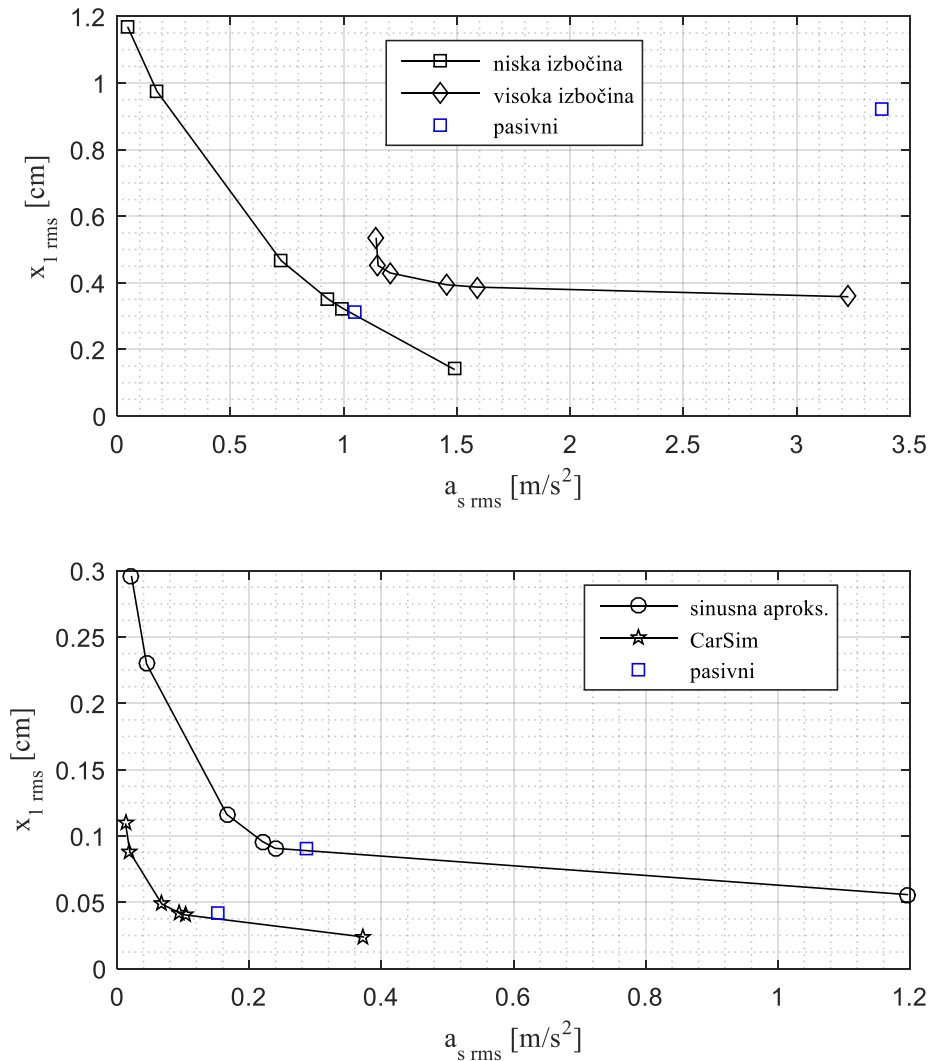 1.2
1
0.8
0.6
0.4
0.2
0
x1 rms [cm]
niska izbočina
visoka izbočina
pasivni
0 0.5 1 1.5 2 2.5 3 3.5
as rms [m/s2]
0.3
0.25
0.2
0.15
0.1
0.05
0
x1 rms [cm]
sinusna aproks.
CarSim
pasivni
0 0.2 0.4 0.6 0.8 1 1.2
as rms [m/s2]